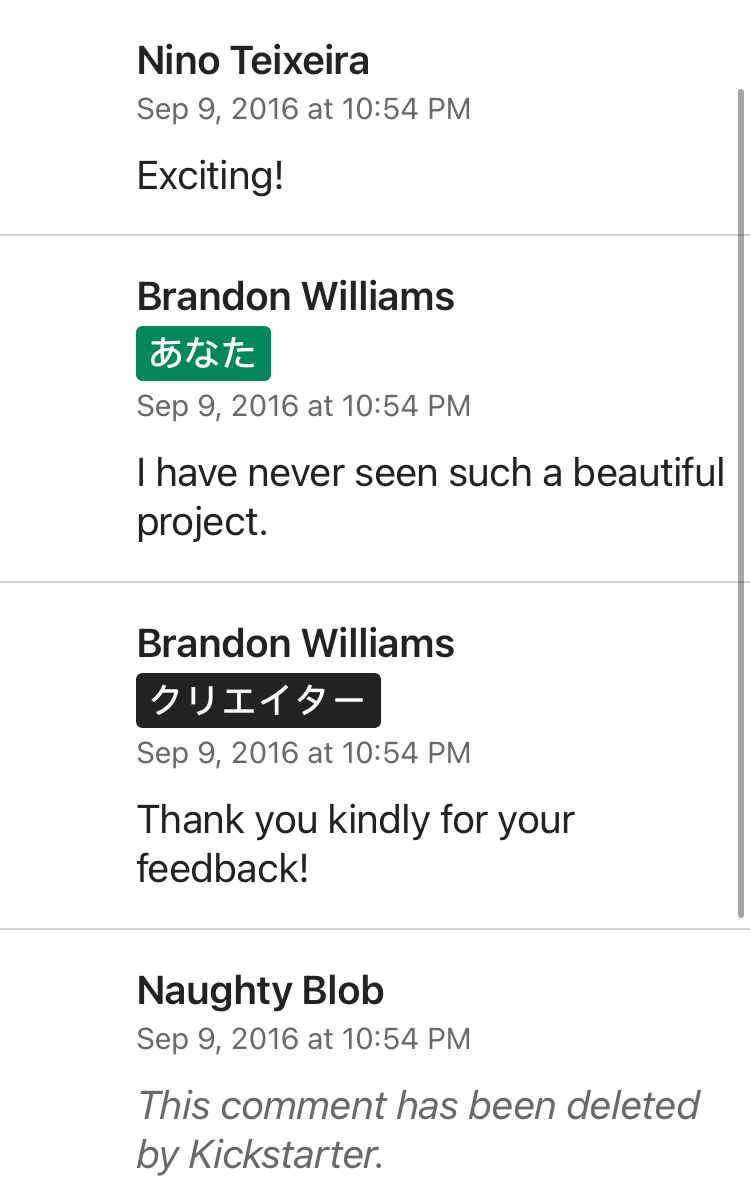 Nino Teixeira
Sep 9, 2016 at 10:54 PM
Exciting!
Brandon Williams
あなた
Sep 9, 2016 at 10:54 PM
I have never seen such a beautiful
project.
Brandon Williams
クリエイター
Sep 9, 2016 at 10:54 PM
Thank you kindly for your
feedback!
Naughty Blob
Sep 9, 2016 at 10:54 PM
This comment has been deleted
by Kickstarter.